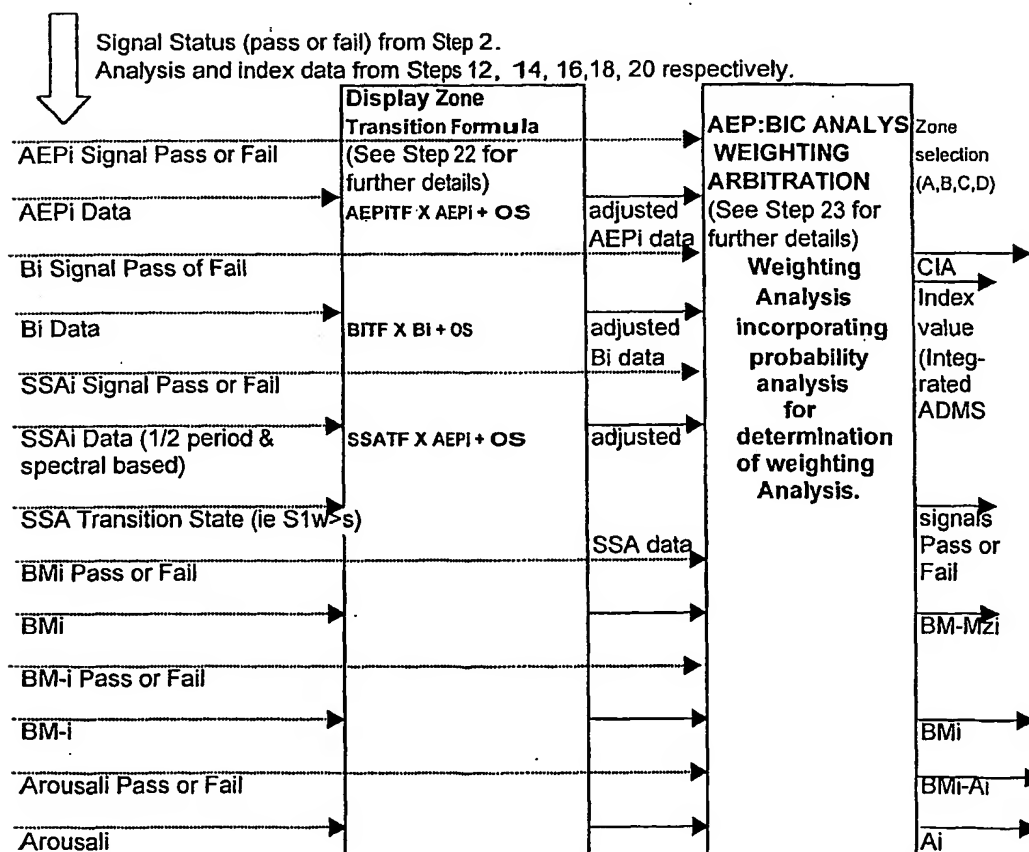 Signal Status (pass or fail) from Step 2.
Analysis and index data from Steps 12, 14, 16,18, 20 respectively.
AEPi Signal Pass or Fail
AEPi Data
Bi Signal Pass of Fail
Bi Data
SSAi Signal Pass or Fail
SSAi Data (1/2 period &
spectral based)
SSA Transition State (ie S1w>s)
BMi Pass or Fail
BMi
BM-i Pass or Fail
BM-i
Arousali Pass or Fail
Arousali
Display Zone
Transition Formula
(See Step 22 for
further details)
AEPITF X AEPi + OS
BITF X Bi + OS
SSATF X AEPI + OS
adjusted
AEPi data
adjusted
Bi data
adjusted
SSA data
AEP:BIC ANALYS
WEIGHTING
ARBITRATION
(See Step 23 for
further details)
Weighting
Analysis
incorporating
probability
analysis
for
determination
of weighting
Analysis.
Zone
selection
(A,B,C,D)
CIA
Index
value
(Integ-
rated
ADMS
signals
Pass or
Fail
BM-Mzi
BMi
BMi-Ai
Ai